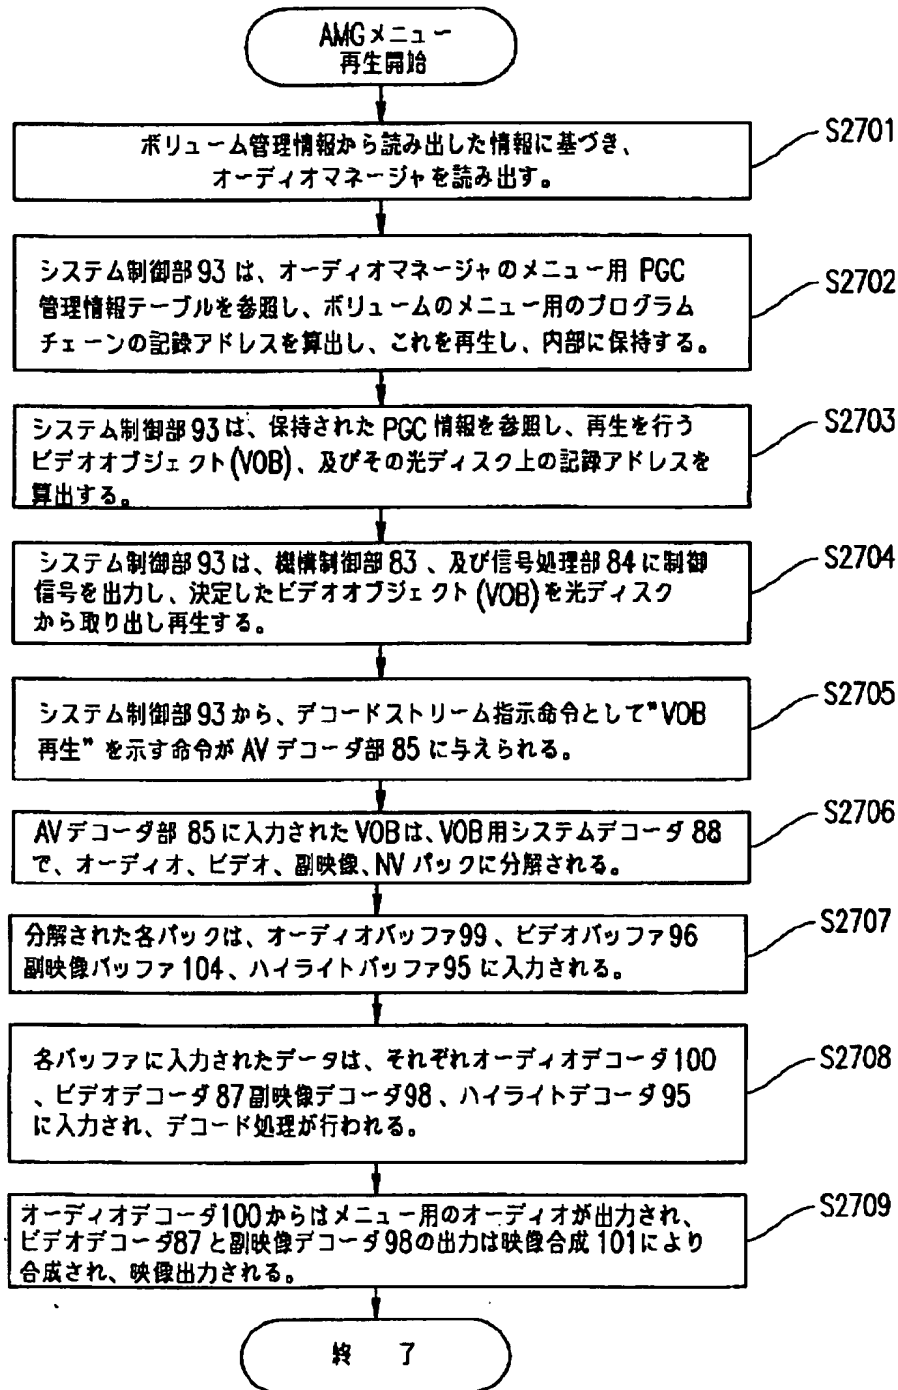 AMGメニュー
再生開始
ボリューム管理情報から読み出した情報に基づき、
オーディオマネージャを読み出す。
S2701
システム制御部93は、オーディオマネージャのメニュー用 PGC
管理情報テーブルを参照し、ボリュームのメニュー用のプログラム
チェーンの記録アドレスを算出し、これを再生し、内部に保持する。
S2702
システム制御部93は、保持されたPGC情報を参照し、再生を行う
ビデオオブジェクト(VOB)、及びその光ディスク上の記録アドレスを
算出する。
S2703
システム制御部93は、機構制御部83、及び信号処理部84に制御
信号を出力し、決定したビデオオブジェクト(VOB)を光ディスク
から取り出し再生する。
S2704
システム制御部93から、デコードストリーム指示命令として"VOB
再生"を示す命令がAVデコーダ部85に与えられる。
S2705
AVデコーダ部85に入力されたVOBは、VOB用システムデコーダ88
で、オーディオ、ビデオ、副映像、NVパックに分解される。
S2706
分解された各パックは、オーディオバッファ99、ビデオバッファ96
副映像バッファ104、ハイライトバッファ95に入力される。
S2707
各バッファに入力されたデータは、それぞれオーディオデコーダ100
、ビデオデコーダ87副映像デコーダ98、ハイライトデコーダ95
に入力され、デコード処理が行われる。
S2708
オーディオデコーダ100からはメニュー用のオーディオが出力され、
ビデオデコーダ87と副映像デコーダ98の出力は映像合成101により
合成され、映像出力される。
S2709
終 了